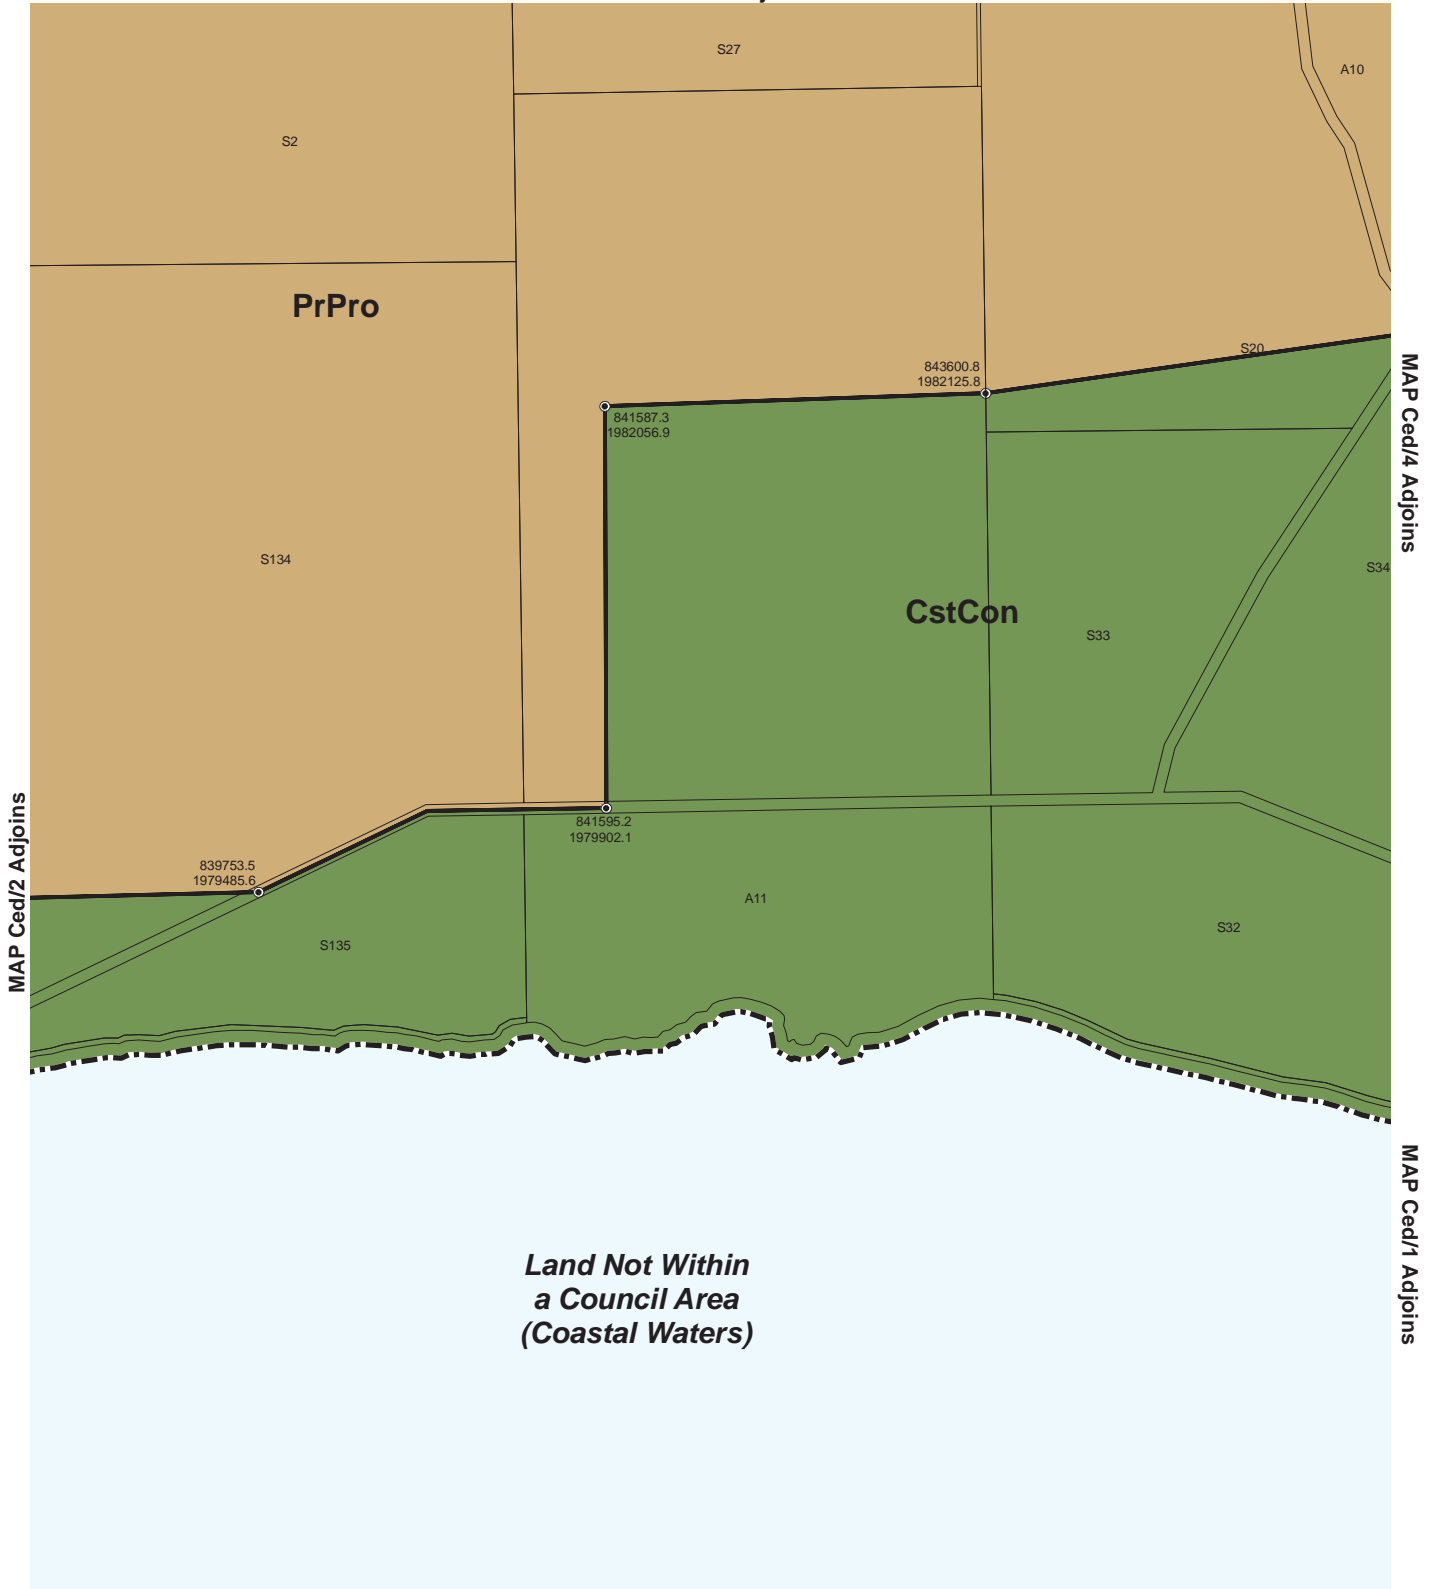 S27
A10
S2
PrPro
S20
843600.8
1982125.8
MAP Ced/4 Adjoins
841587.3
1982056.9
S134
S34
CstCon
S33
MAP Ced/2 Adjoins
841595.2
1979902.1
839753.5
1979485.6
A11
S32
S135
MAP Ced/1 Adjoins
Land Not Within
a Council Area
(Coastal Waters)